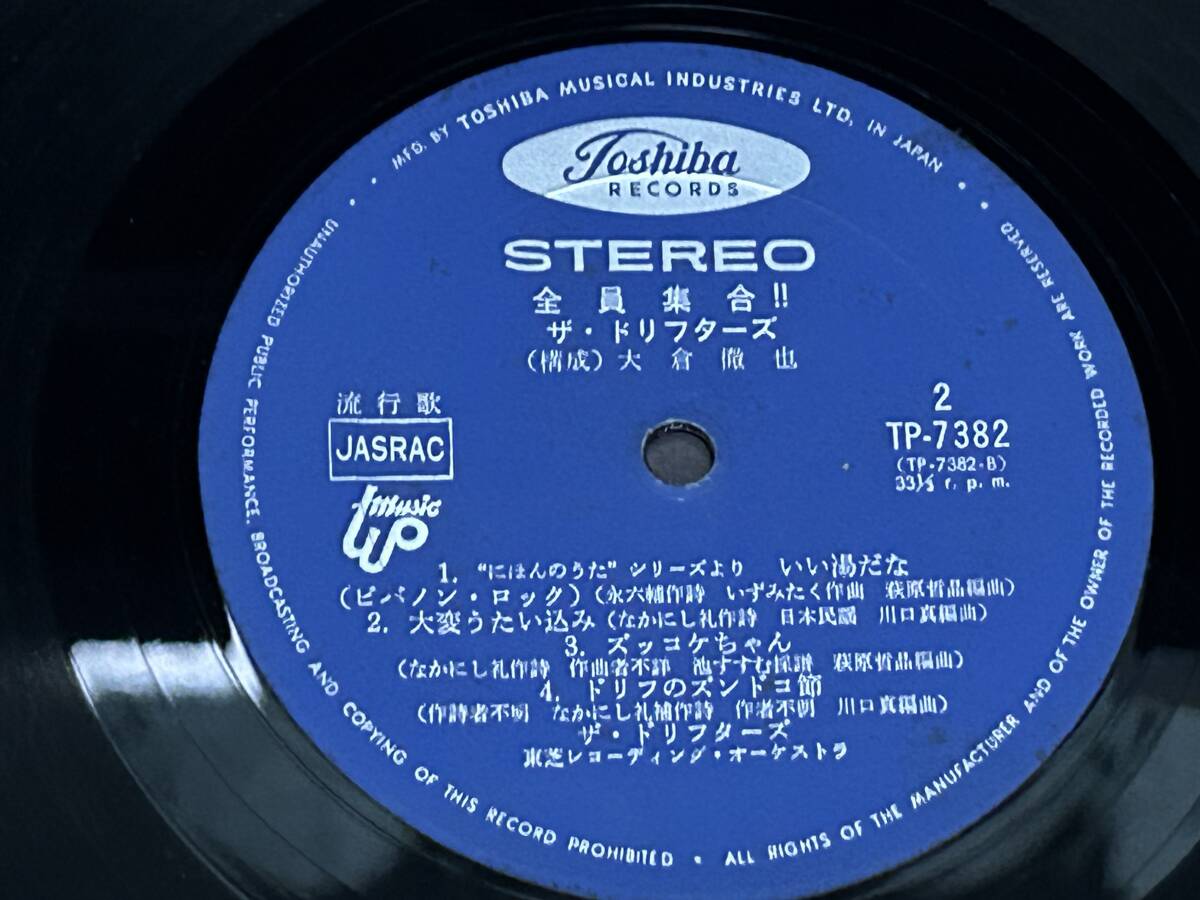 MFG. BY TOSHIBA MUSICAL INDUSTRIES LTD. IN JAPAN
Toshiba
RECORDS
STEREO
全員集合!!
ザ・ドリフターズ
(構成)大倉徹也
流行歌
JASRAC
music up
2
TP-7382
(TP-7382-B)
33⅓ r. p. m.
1. “にほんのうた”シリーズより いい湯だな
(ビバノン・ロック)(永六輔作詩 いずみたく作曲 萩原哲晶編曲)
2. 大変うたい込み(なかにし礼作詩 日本民謡 川口真編曲)
3. ズッコケちゃん
(なかにし礼作詩 作曲者不詳 池すすむ採譜 萩原哲晶編曲)
4. ドリフのズンドコ節
(作詩者不明 なかにし礼補作詩 作者不明 川口真編曲)
ザ・ドリフターズ
東芝レコーディング・オーケストラ
UNAUTHORIZED PUBLIC PERFORMANCE, BROADCASTING AND COPYING OF THIS RECORD PROHIBITED • ALL RIGHTS OF THE MANUFACTURER AND OF THE OWNER OF THE RECORDED WORK ARE RESERVED